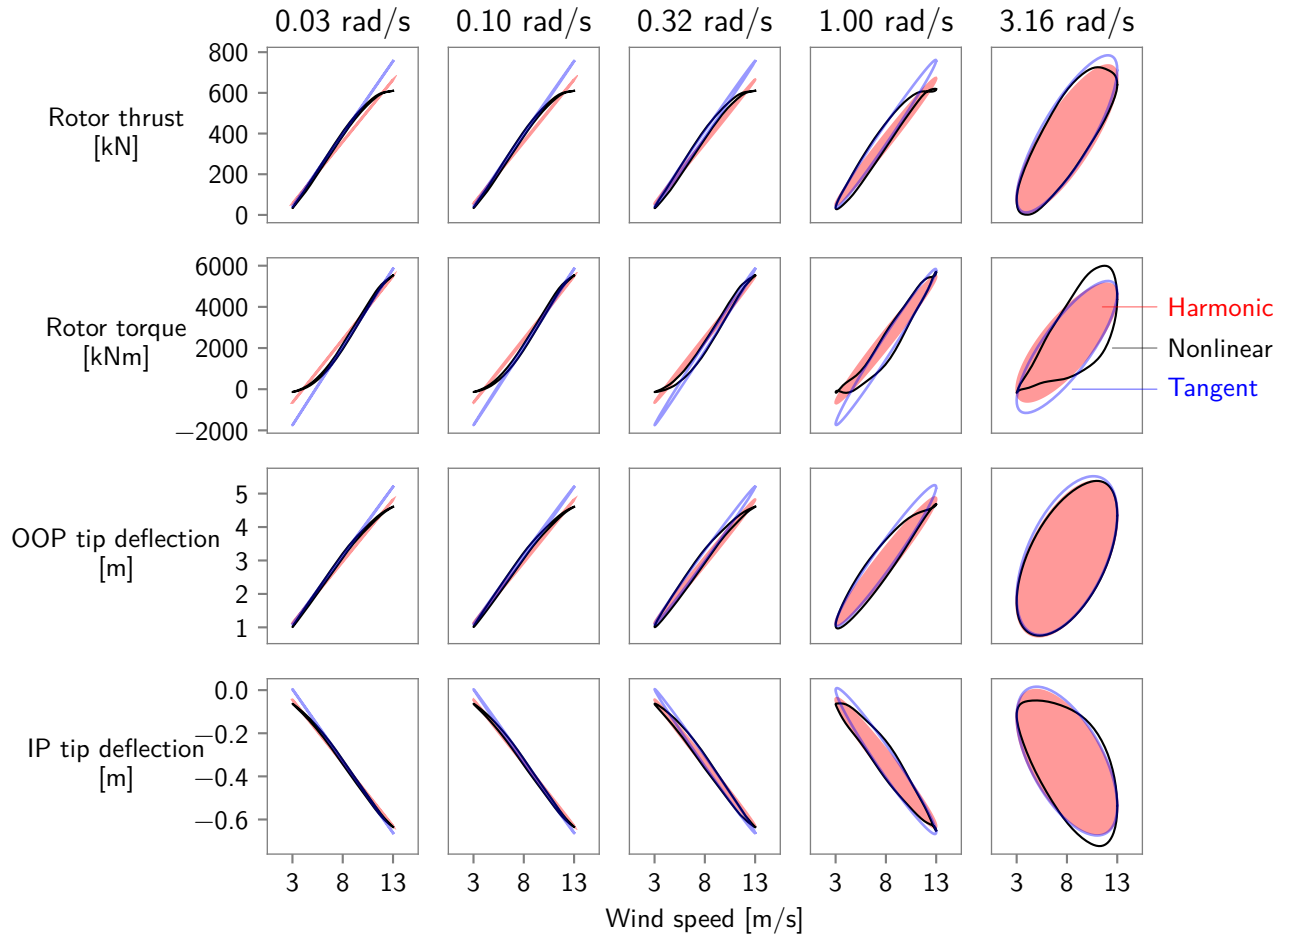 0.03 rad/s 0.10 rad/s 0.32 rad/s 1.00 rad/s 3.16 rad/s
Rotor thrust
[kN]
800
600
400
200
0
Rotor torque
[kNm]
6000
4000
2000
0
−2000
Harmonic
Nonlinear
Tangent
OOP tip deflection
[m]
5
4
3
2
1
IP tip deflection
[m]
0.0
−0.2
−0.4
−0.6
3 8 13 3 8 13 3 8 13 3 8 13 3 8 13
Wind speed [m/s]